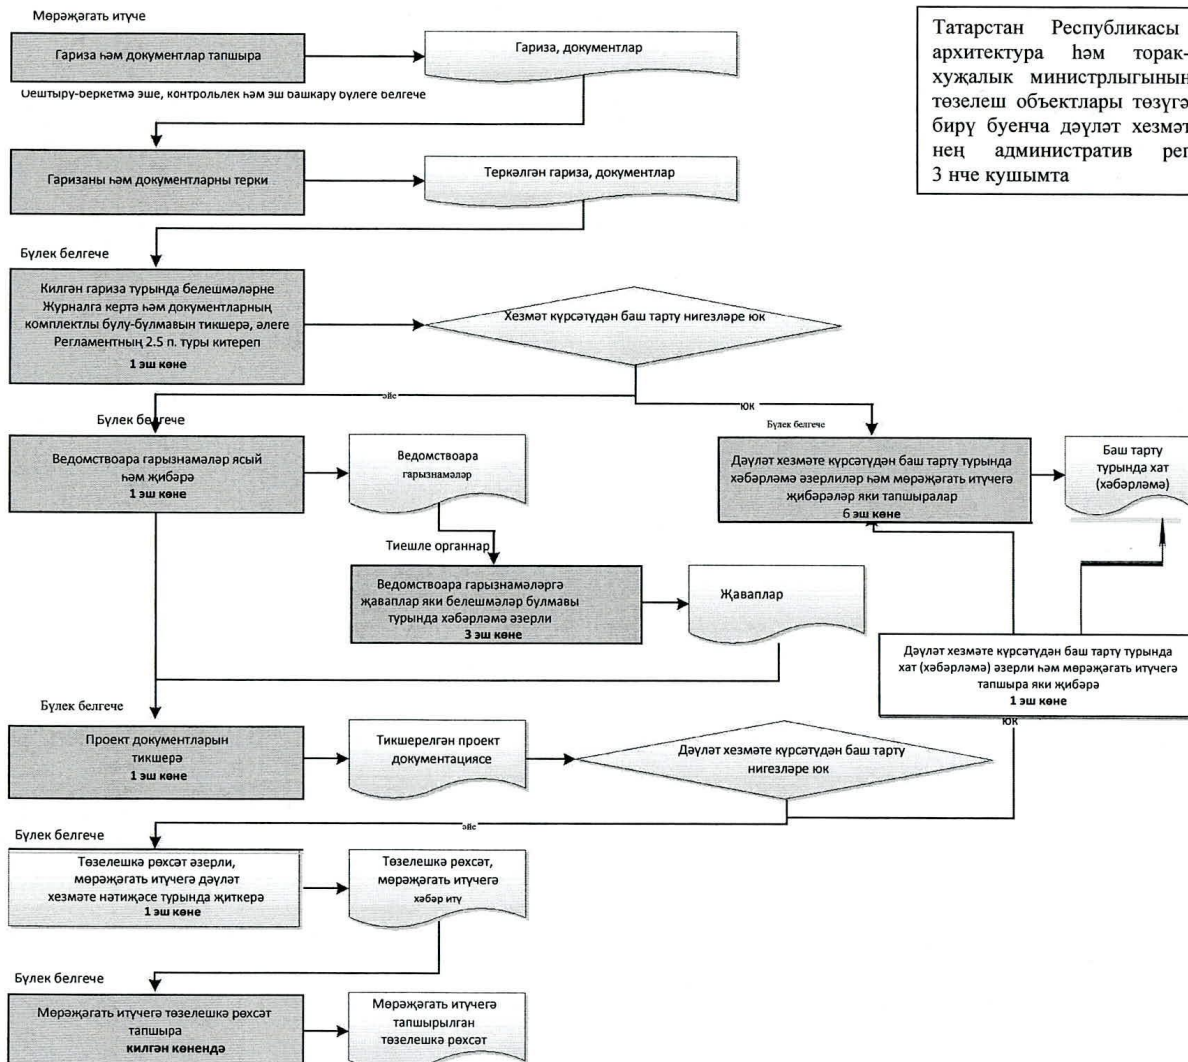 Мөрәҗәгать итүче
Гариза һәм документлар тапшыра
Гариза, документлар
Татарстан Республикасы
архитектура һәм торак-
хуҗалык министрлыгының
төзелеш объектлары төзүгә
бирү буенча дәүләт хезмәт
нең административ рег
3 нче кушымта
Оештыру-беркетмә эше, контрольлек һәм эш башкару бүлеге белгече
Гаризаны һәм документларны терки
Теркәлгән гариза, документлар
Бүлек белгече
Килгән гариза турында белешмәләрне
Журналга кертә һәм документларның
комплектлы булу-булмавын тикшерә, әлеге
Регламентның 2.5 п. туры китереп
1 эш көне
Хезмәт күрсәтүдән баш тарту нигезләре юк
әйе
юк
Бүлек белгече
Ведомствоара гарызнамәләр ясый
һәм җибәрә
1 эш көне
Ведомствоара
гарызнамәләр
Бүлек белгече
Дәүләт хезмәте күрсәтүдән баш тарту турында
хәбәрләмә әзерлиләр һәм мөрәҗәгать итүчегә
җибәрәләр яки тапшыралар
6 эш көне
Баш тарту
турында хат
(хәбәрләмә)
Тиешле органнар
Ведомствоара гарызнамәләргә
җаваплар яки белешмәләр булмавы
турында хәбәрләмә әзерли
3 эш көне
Җаваплар
Дәүләт хезмәте күрсәтүдән баш тарту турында
хат (хәбәрләмә) әзерли һәм мөрәҗәгать итүчегә
тапшыра яки җибәрә
1 эш көне
юк
Бүлек белгече
Проект документларын
тикшерә
1 эш көне
Тикшерелгән проект
документациясе
Дәүләт хезмәте күрсәтүдән баш тарту
нигезләре юк
әйе
Бүлек белгече
Төзелешкә рөхсәт әзерли,
мөрәҗәгать итүчегә дәүләт
хезмәте нәтиҗәсе турында җиткерә
1 эш көне
Төзелешкә рөхсәт,
мөрәҗәгать итүчегә
хәбәр итү
Бүлек белгече
Мөрәҗәгать итүчегә төзелешкә рөхсәт
тапшыра
килгән көнендә
Мөрәҗәгать итүчегә
тапшырылган
төзелешкә рөхсәт